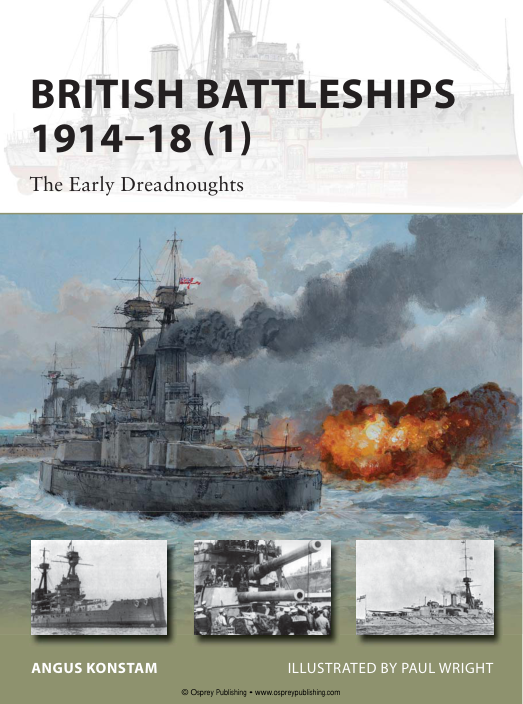 BRITISH BATTLESHIPS
1914–18 (1)
The Early Dreadnoughts
ANGUS KONSTAM
ILLUSTRATED BY PAUL WRIGHT
© Osprey Publishing • www.ospreypublishing.com